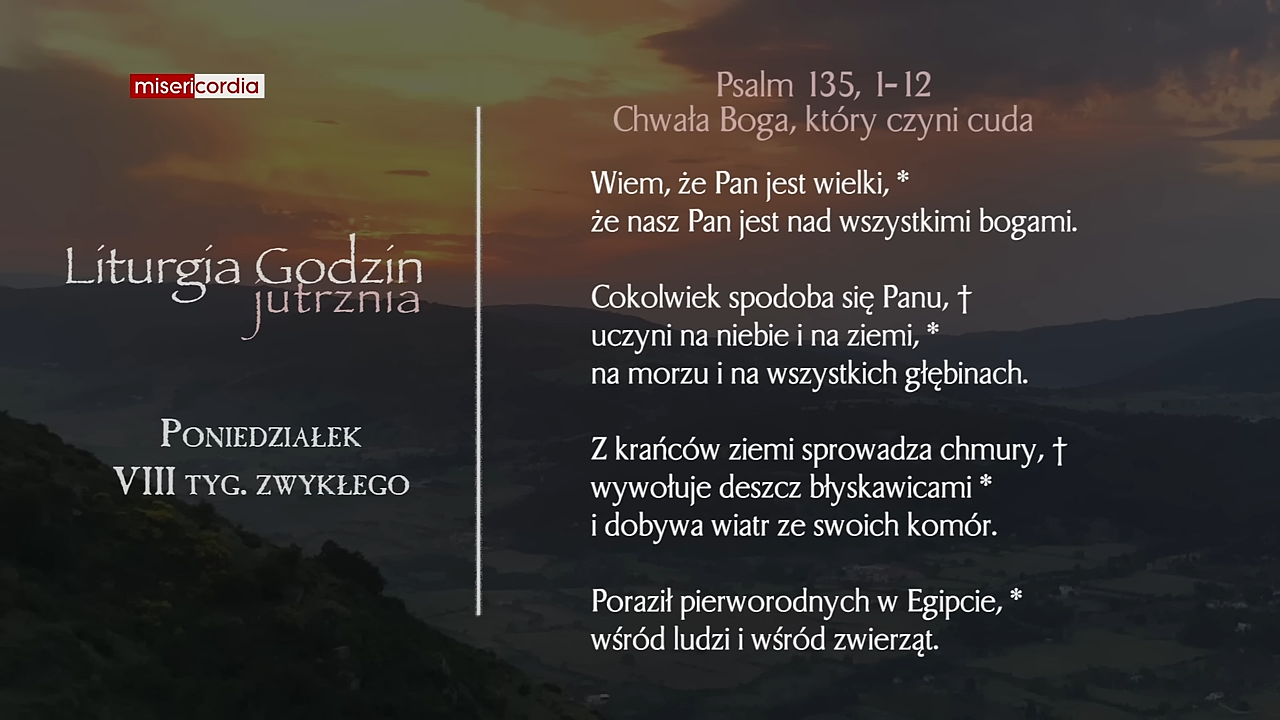 misericordia
Liturgia Godzin
jutrznia
Poniedziałek
VIII tyg. zwykłego
Psalm 135, 1-12
Chwała Boga, który czyni cuda
Wiem, że Pan jest wielki, *
że nasz Pan jest nad wszystkimi bogami.
Cokolwiek spodoba się Panu, †
uczyni na niebie i na ziemi, *
na morzu i na wszystkich głębinach.
Z krańców ziemi sprowadza chmury, †
wywołuje deszcz błyskawicami *
i dobywa wiatr ze swoich komór.
Poraził pierworodnych w Egipcie, *
wśród ludzi i wśród zwierząt.